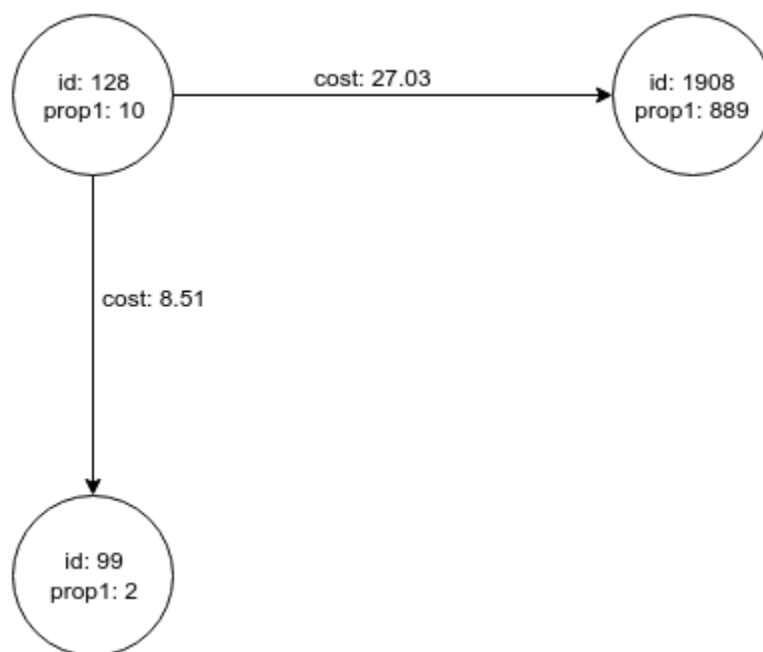 id: 128
prop1: 10
cost: 27.03
id: 1908
prop1: 889
cost: 8.51
id: 99
prop1: 2